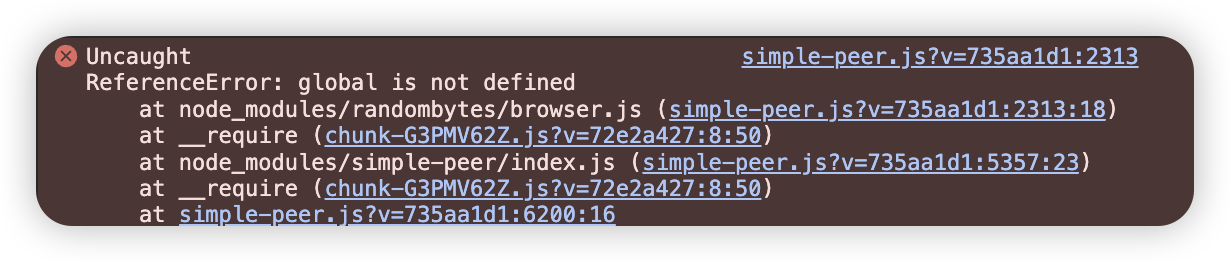 Uncaught simple-peer.js?v=735aa1d1:2313
ReferenceError: global is not defined
at node_modules/randombytes/browser.js (simple-peer.js?v=735aa1d1:2313:18)
at __require (chunk-G3PMV62Z.js?v=72e2a427:8:50)
at node_modules/simple-peer/index.js (simple-peer.js?v=735aa1d1:5357:23)
at __require (chunk-G3PMV62Z.js?v=72e2a427:8:50)
at simple-peer.js?v=735aa1d1:6200:16